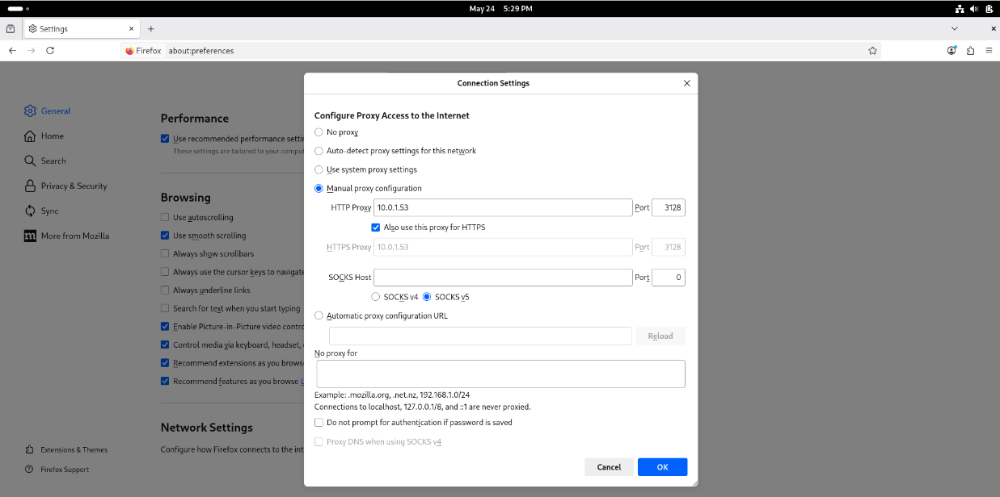 May 24 5:29 PM
Settings
Firefox about:preferences
Connection Settings
General
Home
Search
Privacy & Security
Sync
More from Mozilla
Extensions & Themes
Firefox Support
Performance
Use recommended performance settin
These settings are tailored to your comput
Browsing
Use autoscrolling
Use smooth scrolling
Always show scrollbars
Always use the cursor keys to navigate
Always underline links
Search for text when you start typing
Enable Picture-in-Picture video contro
Control media via keyboard, headset,
Recommend extensions as you browse
Recommend features as you browse L
Network Settings
Configure how Firefox connects to the int
Configure Proxy Access to the Internet
No proxy
Auto-detect proxy settings for this network
Use system proxy settings
Manual proxy configuration
HTTP Proxy 10.0.1.53 Port 3128
Also use this proxy for HTTPS
HTTPS Proxy 10.0.1.53 Port 3128
SOCKS Host Port 0
SOCKS v4 SOCKS v5
Automatic proxy configuration URL
Reload
No proxy for
Example: .mozilla.org, .net.nz, 192.168.1.0/24
Connections to localhost, 127.0.0.1/8, and ::1 are never proxied.
Do not prompt for authentication if password is saved
Proxy DNS when using SOCKS v4
Cancel OK